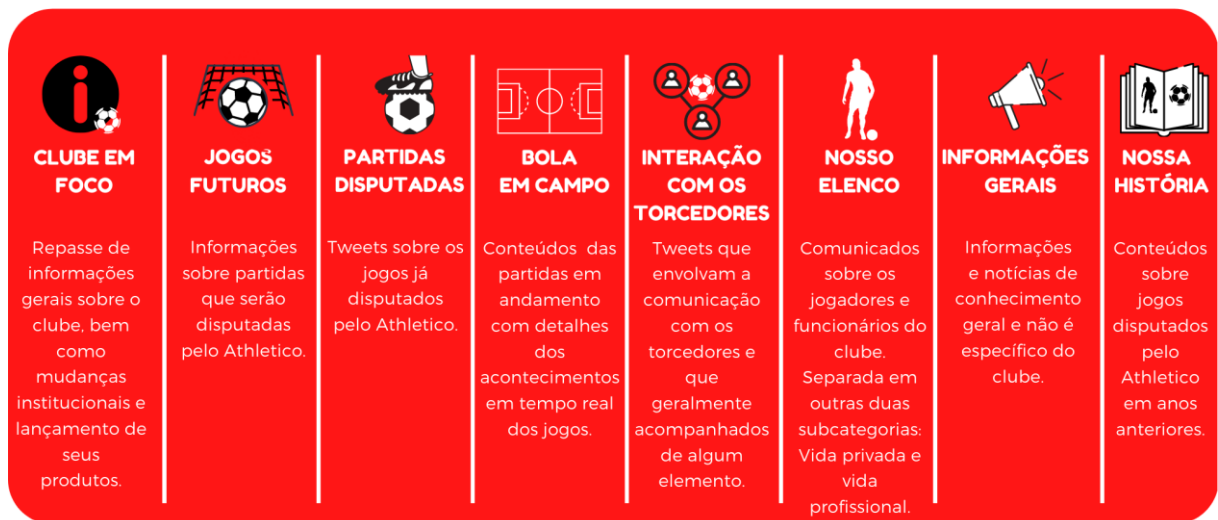 CLUBE EM
FOCO
Repasse de
informações
gerais sobre o
clube, bem
como
mudanças
institucionais e
lançamento de
seus
produtos.
JOGOS
FUTUROS
Informações
sobre partidas
que serão
disputadas
pelo Athletico.
PARTIDAS
DISPUTADAS
Tweets sobre os
jogos já
disputados
pelo Athletico.
BOLA
EM CAMPO
Conteúdos das
partidas em
andamento
com detalhes
dos
acontecimentos
em tempo real
dos jogos.
INTERAÇÃO
COM OS
TORCEDORES
Tweets que
envolvam a
comunicação
com os
torcedores e
que
geralmente
acompanhados
de algum
elemento.
NOSSO
ELENCO
Comunicados
sobre os
jogadores e
funcionários do
clube.
Separada em
outras duas
subcategorias:
Vida privada e
vida
profissional.
INFORMAÇÕES
GERAIS
Informações
e notícias de
conhecimento
geral e não é
específico do
clube.
NOSSA
HISTÓRIA
Conteúdos
sobre
jogos
disputados
pelo
Athletico
em anos
anteriores.